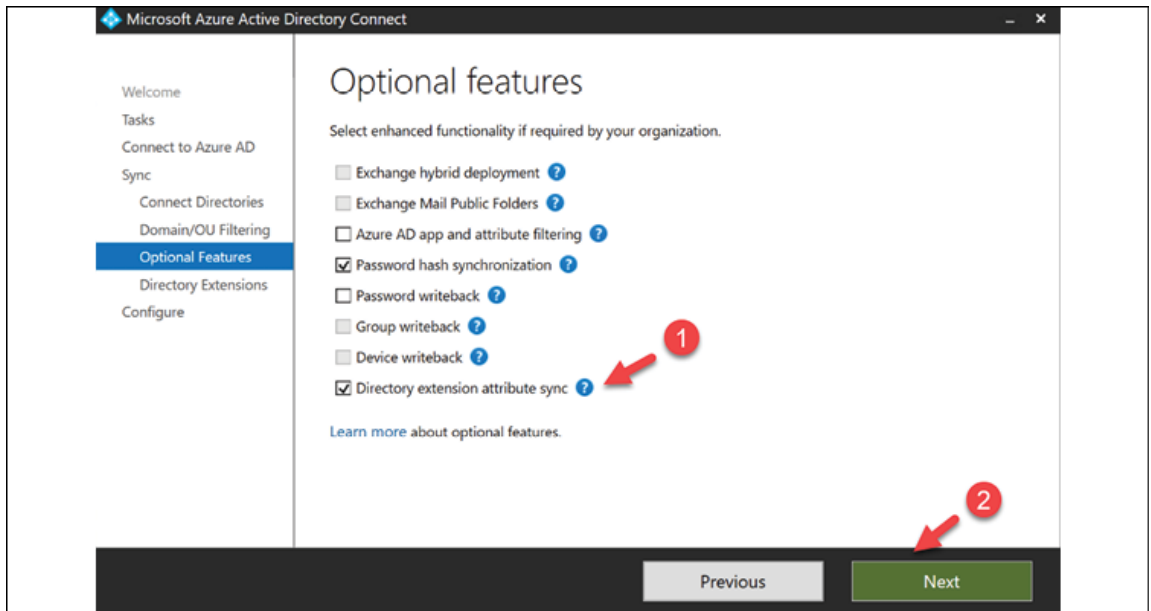 Microsoft Azure Active Directory Connect
Welcome
Tasks
Connect to Azure AD
Sync
Connect Directories
Domain/OU Filtering
Optional Features
Directory Extensions
Configure
Optional features
Select enhanced functionality if required by your organization.
Exchange hybrid deployment ?
Exchange Mail Public Folders ?
Azure AD app and attribute filtering ?
Password hash synchronization ?
Password writeback ?
Group writeback ?
Device writeback ?
Directory extension attribute sync ?
1
Learn more about optional features.
2
Previous
Next